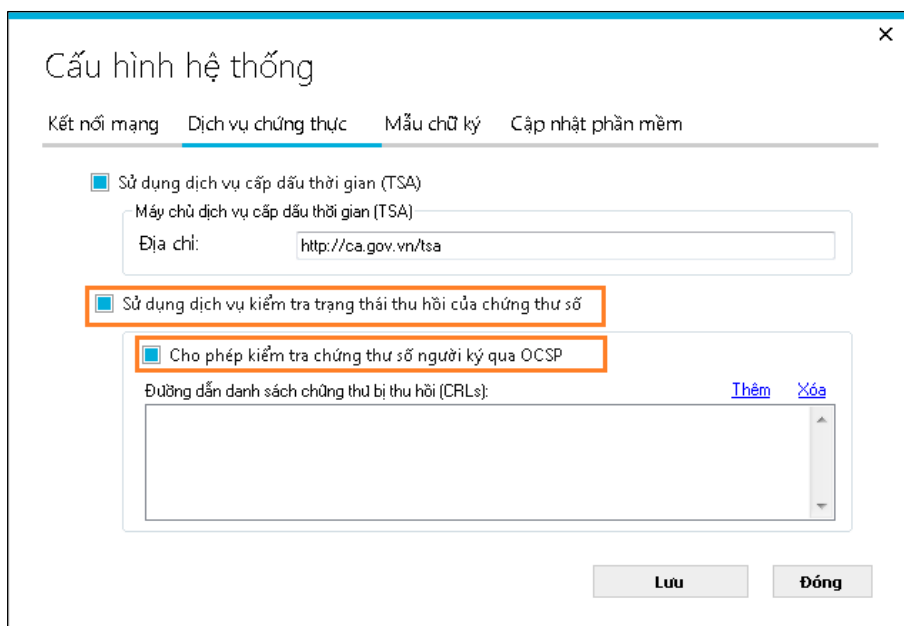 Cấu hình hệ thống
Kết nối mạng Dịch vụ chứng thực Mẫu chữ ký Cập nhật phần mềm
Sử dụng dịch vụ cấp dấu thời gian (TSA)
Máy chủ dịch vụ cấp dấu thời gian (TSA)
Địa chỉ: http://ca.gov.vn/tsa
Sử dụng dịch vụ kiểm tra trạng thái thu hồi của chứng thư số
Cho phép kiểm tra chứng thư số người ký qua OCSP
Đường dẫn danh sách chứng thư bị thu hồi (CRLs): Thêm Xóa
Lưu Đóng